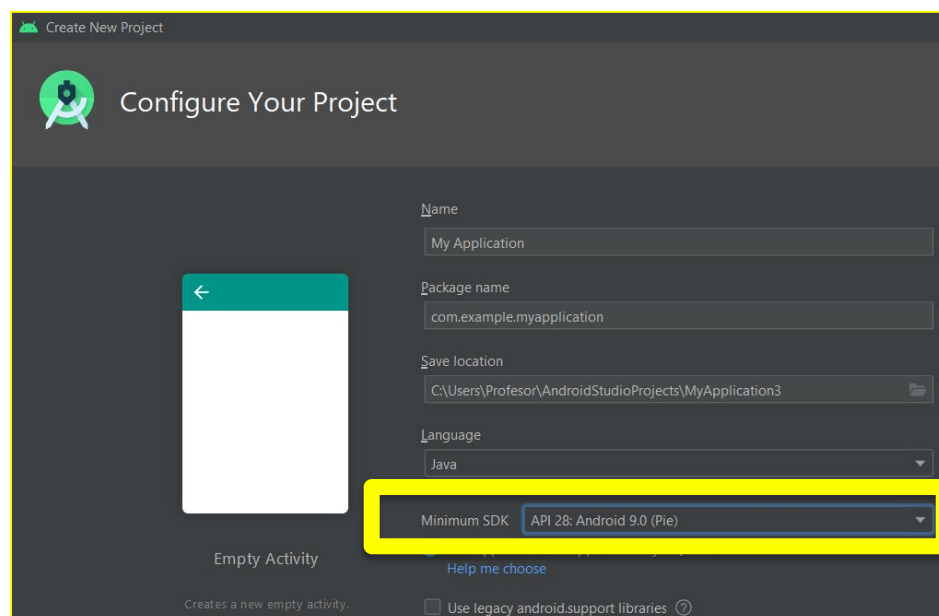 Create New Project
Configure Your Project
Name
My Application
Package name
com.example.myapplication
Save location
C:\Users\Profesor\AndroidStudioProjects\MyApplication3
Language
Java
Minimum SDK API 28: Android 9.0 (Pie)
Empty Activity
Help me choose
Creates a new empty activity.
Use legacy android.support libraries ?